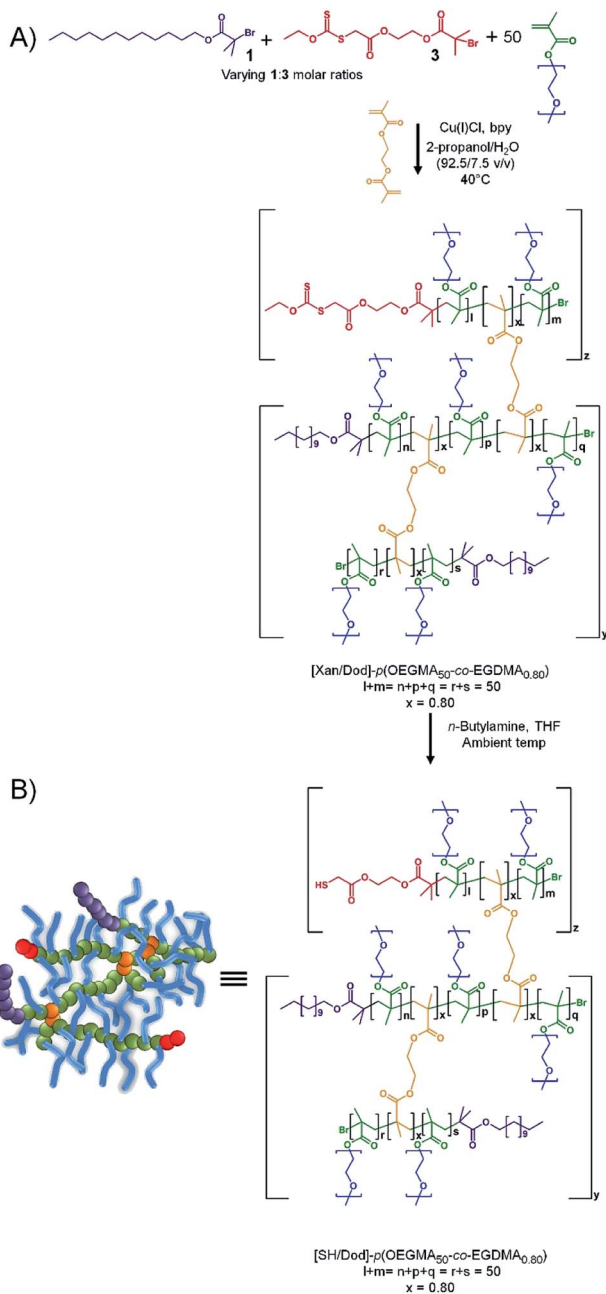 A)
O
O
Br
1
+
S
O
S
O
O
O
O
Br
3
+ 50
O
O
O
Varying 1:3 molar ratios
O
O
O
O
Cu(I)Cl, bpy
2-propanol/H₂O
(92.5/7.5 v/v)
40°C
O
O
O
O
S
O
S
O
O
O
O
O
O
O
O
Br
l
x
m
O
O
z
O
O
O
O
O
O
9
O
O
O
O
O
O
O
Br
n
x
p
x
q
O
O
O
O
O
O
O
O
Br
r
x
s
O
O
O
O
O
O
9
O
O
y
[Xan/Dod]-p(OEGMA₅₀-co-EGDMA₀.₈₀)
l+m= n+p+q = r+s = 50
x = 0.80
n-Butylamine, THF
Ambient temp
B)
O
O
HS
O
O
O
O
O
O
O
O
Br
l
x
m
O
O
z
O
O
O
O
O
O
9
O
O
O
O
O
O
O
Br
n
x
p
x
q
O
O
O
O
O
O
O
O
Br
r
x
s
O
O
O
O
O
O
9
O
O
y
[SH/Dod]-p(OEGMA₅₀-co-EGDMA₀.₈₀)
l+m= n+p+q = r+s = 50
x = 0.80